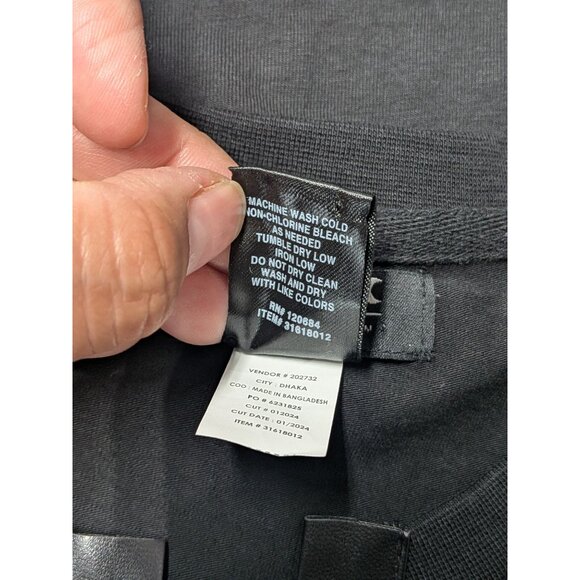 MACHINE WASH COLD
NON-CHLORINE BLEACH
AS NEEDED
TUMBLE DRY LOW
IRON LOW
DO NOT DRY CLEAN
WASH AND DRY
WITH LIKE COLORS
RN# 120684
ITEM# 31618012
VENDOR # 202732
CITY : DHAKA
COO : MADE IN BANGLADESH
PO # 6231825
CUT # 012024
CUT DATE : 01/2024
ITEM # 31618012
M